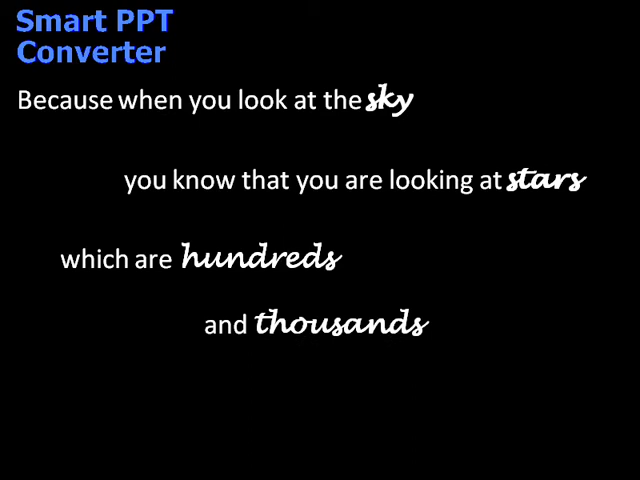 Smart PPT
Converter
Because when you look at the sky
you know that you are looking at stars
which are hundreds
and thousands